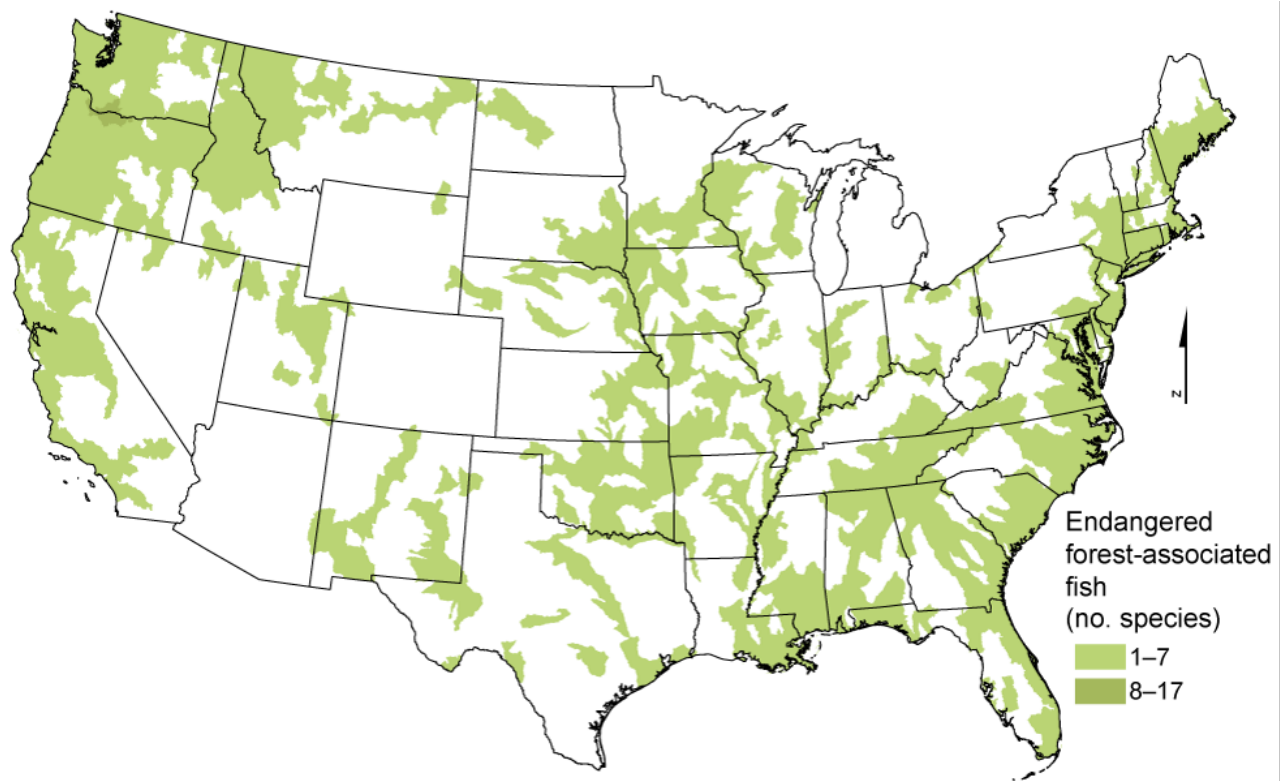 N
Endangered
forest-associated
fish
(no. species)
1–7
8–17